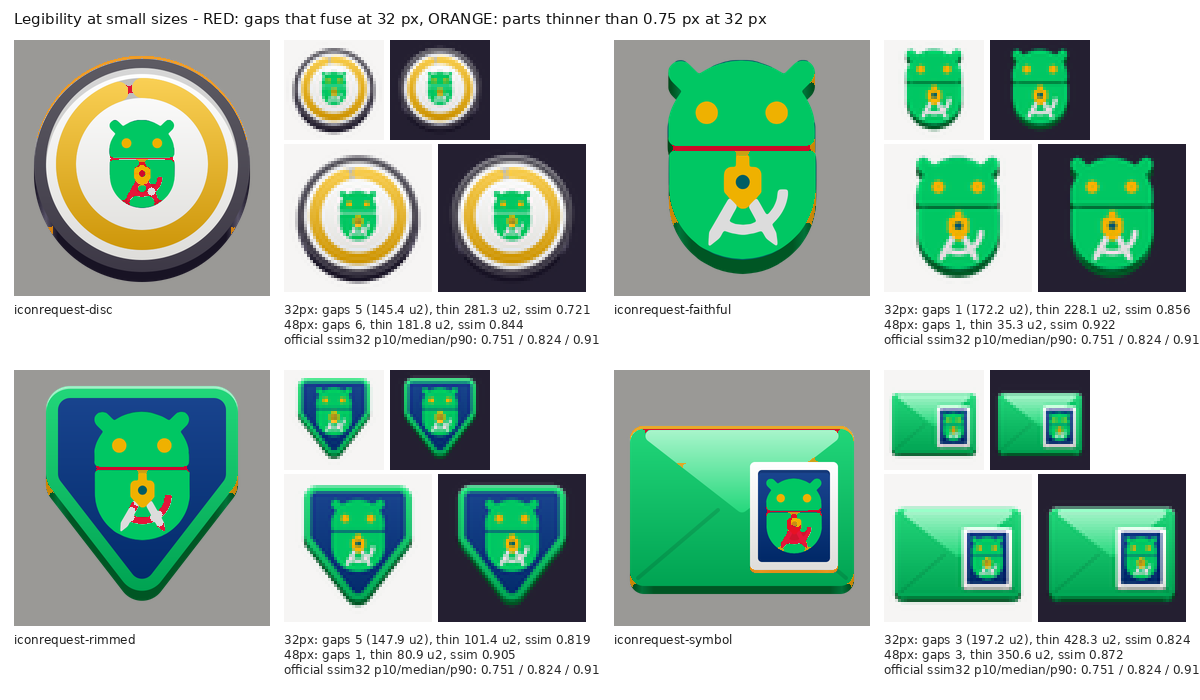 Legibility at small sizes - RED: gaps that fuse at 32 px, ORANGE: parts thinner than 0.75 px at 32 px
iconrequest-disc
32px: gaps 5 (145.4 u2), thin 281.3 u2, ssim 0.721
48px: gaps 6, thin 181.8 u2, ssim 0.844
official ssim32 p10/median/p90: 0.751 / 0.824 / 0.91
iconrequest-faithful
32px: gaps 1 (172.2 u2), thin 228.1 u2, ssim 0.856
48px: gaps 1, thin 35.3 u2, ssim 0.922
official ssim32 p10/median/p90: 0.751 / 0.824 / 0.91
iconrequest-rimmed
32px: gaps 5 (147.9 u2), thin 101.4 u2, ssim 0.819
48px: gaps 1, thin 80.9 u2, ssim 0.905
official ssim32 p10/median/p90: 0.751 / 0.824 / 0.91
iconrequest-symbol
32px: gaps 3 (197.2 u2), thin 428.3 u2, ssim 0.824
48px: gaps 3, thin 350.6 u2, ssim 0.872
official ssim32 p10/median/p90: 0.751 / 0.824 / 0.91